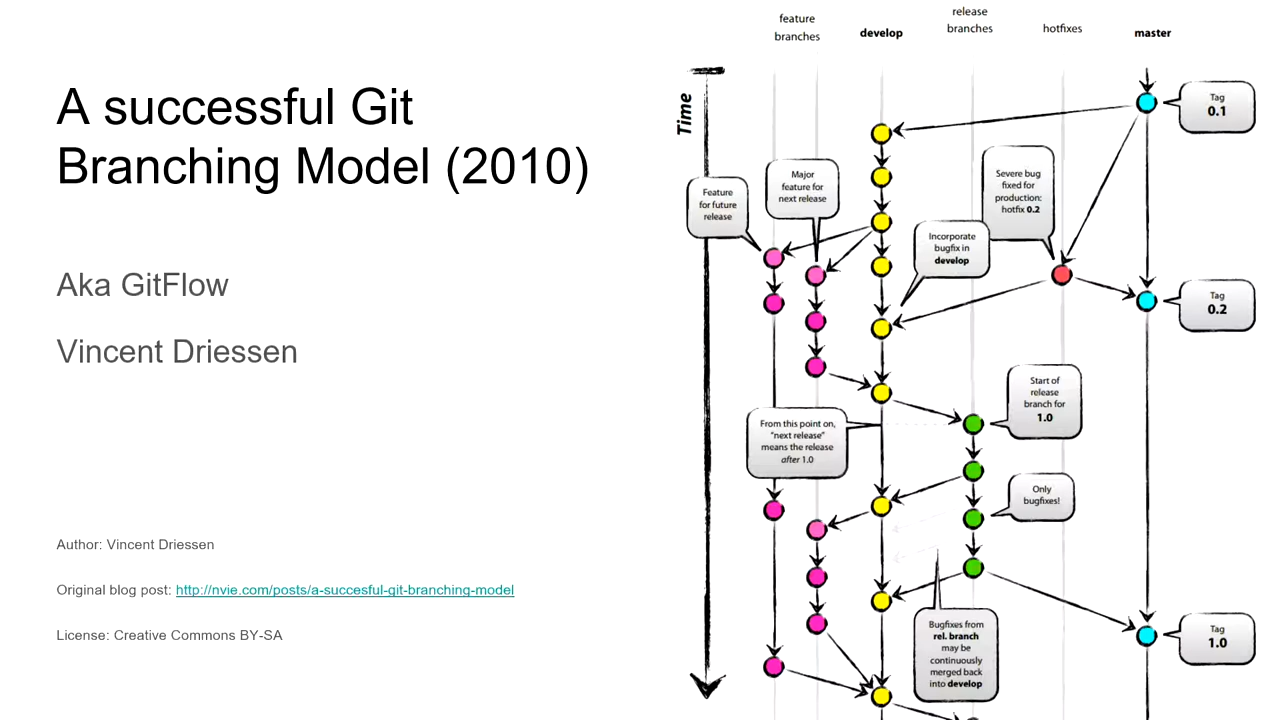 A successful Git
Branching Model (2010)
Aka GitFlow
Vincent Driessen
Author: Vincent Driessen
Original blog post: http://nvie.com/posts/a-succesful-git-branching-model
License: Creative Commons BY-SA
feature
branches
develop
release
branches
hotfixes
master
Time
Tag
0.1
Feature
for future
release
Major
feature for
next release
Severe bug
fixed for
production:
hotfix 0.2
Incorporate
bugfix in
develop
Tag
0.2
Start of
release
branch for
1.0
From this point on,
"next release"
means the release
after 1.0
Only
bugfixes!
Bugfixes from
rel. branch
may be
continuously
merged back
into develop
Tag
1.0